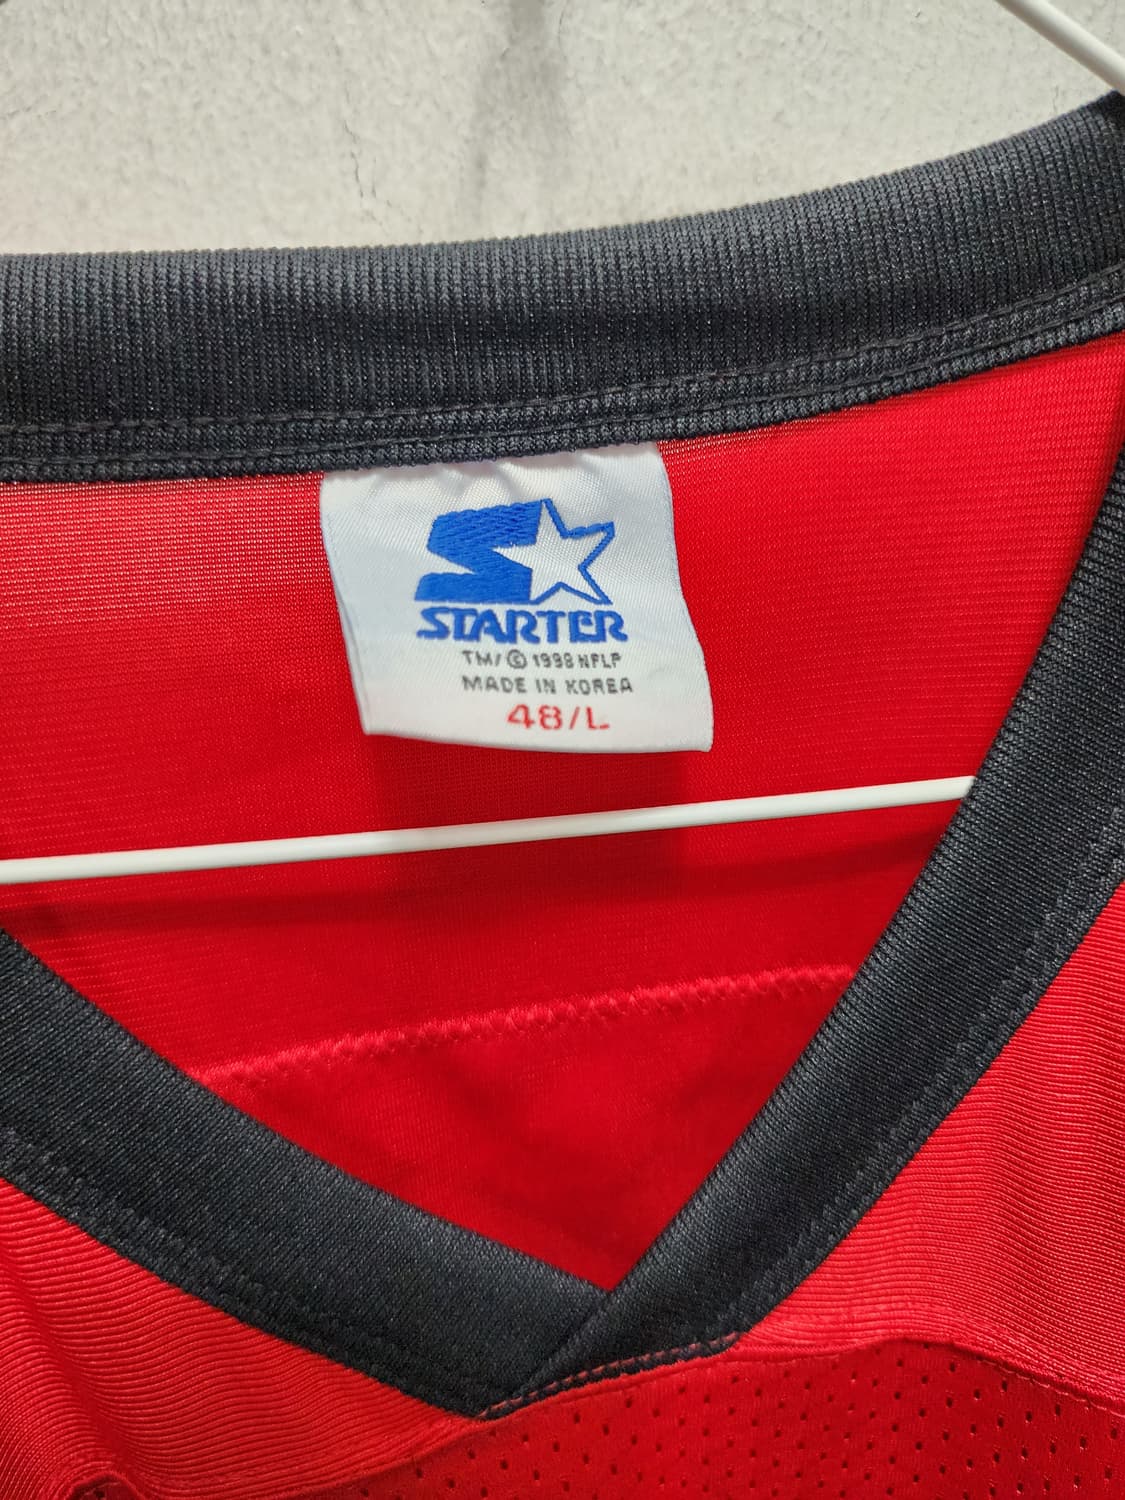 STARTER
TM/© 1998 NFLP
MADE IN KOREA
48/L